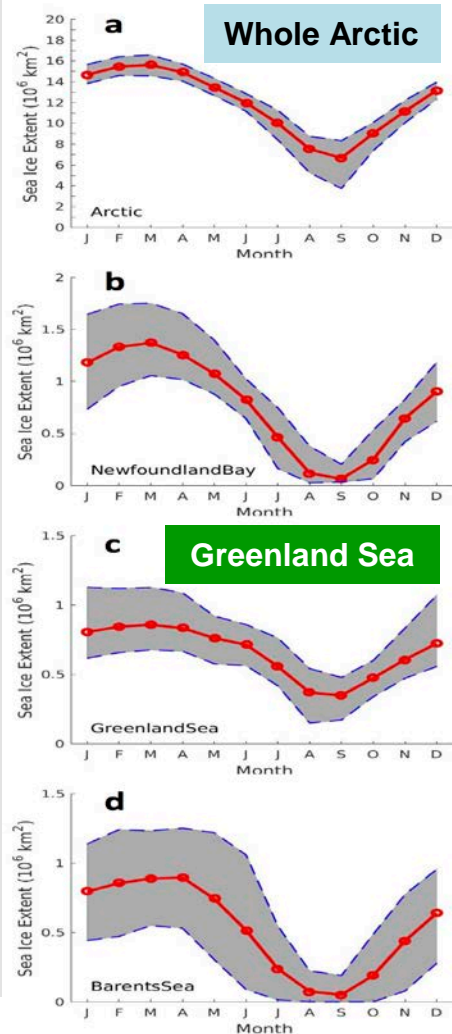 a
Whole Arctic
Sea Ice Extent (10⁶ km²)
20
18
16
14
12
10
8
6
4
2
0
Arctic
J F M A M J J A S O N D
Month
b
Sea Ice Extent (10⁶ km²)
2
1.5
1
0.5
0
NewfoundlandBay
J F M A M J J A S O N D
Month
c
Greenland Sea
Sea Ice Extent (10⁶ km²)
1.5
1
0.5
0
GreenlandSea
J F M A M J J A S O N D
Month
d
Sea Ice Extent (10⁶ km²)
1.5
1
0.5
0
BarentsSea
J F M A M J J A S O N D
Month